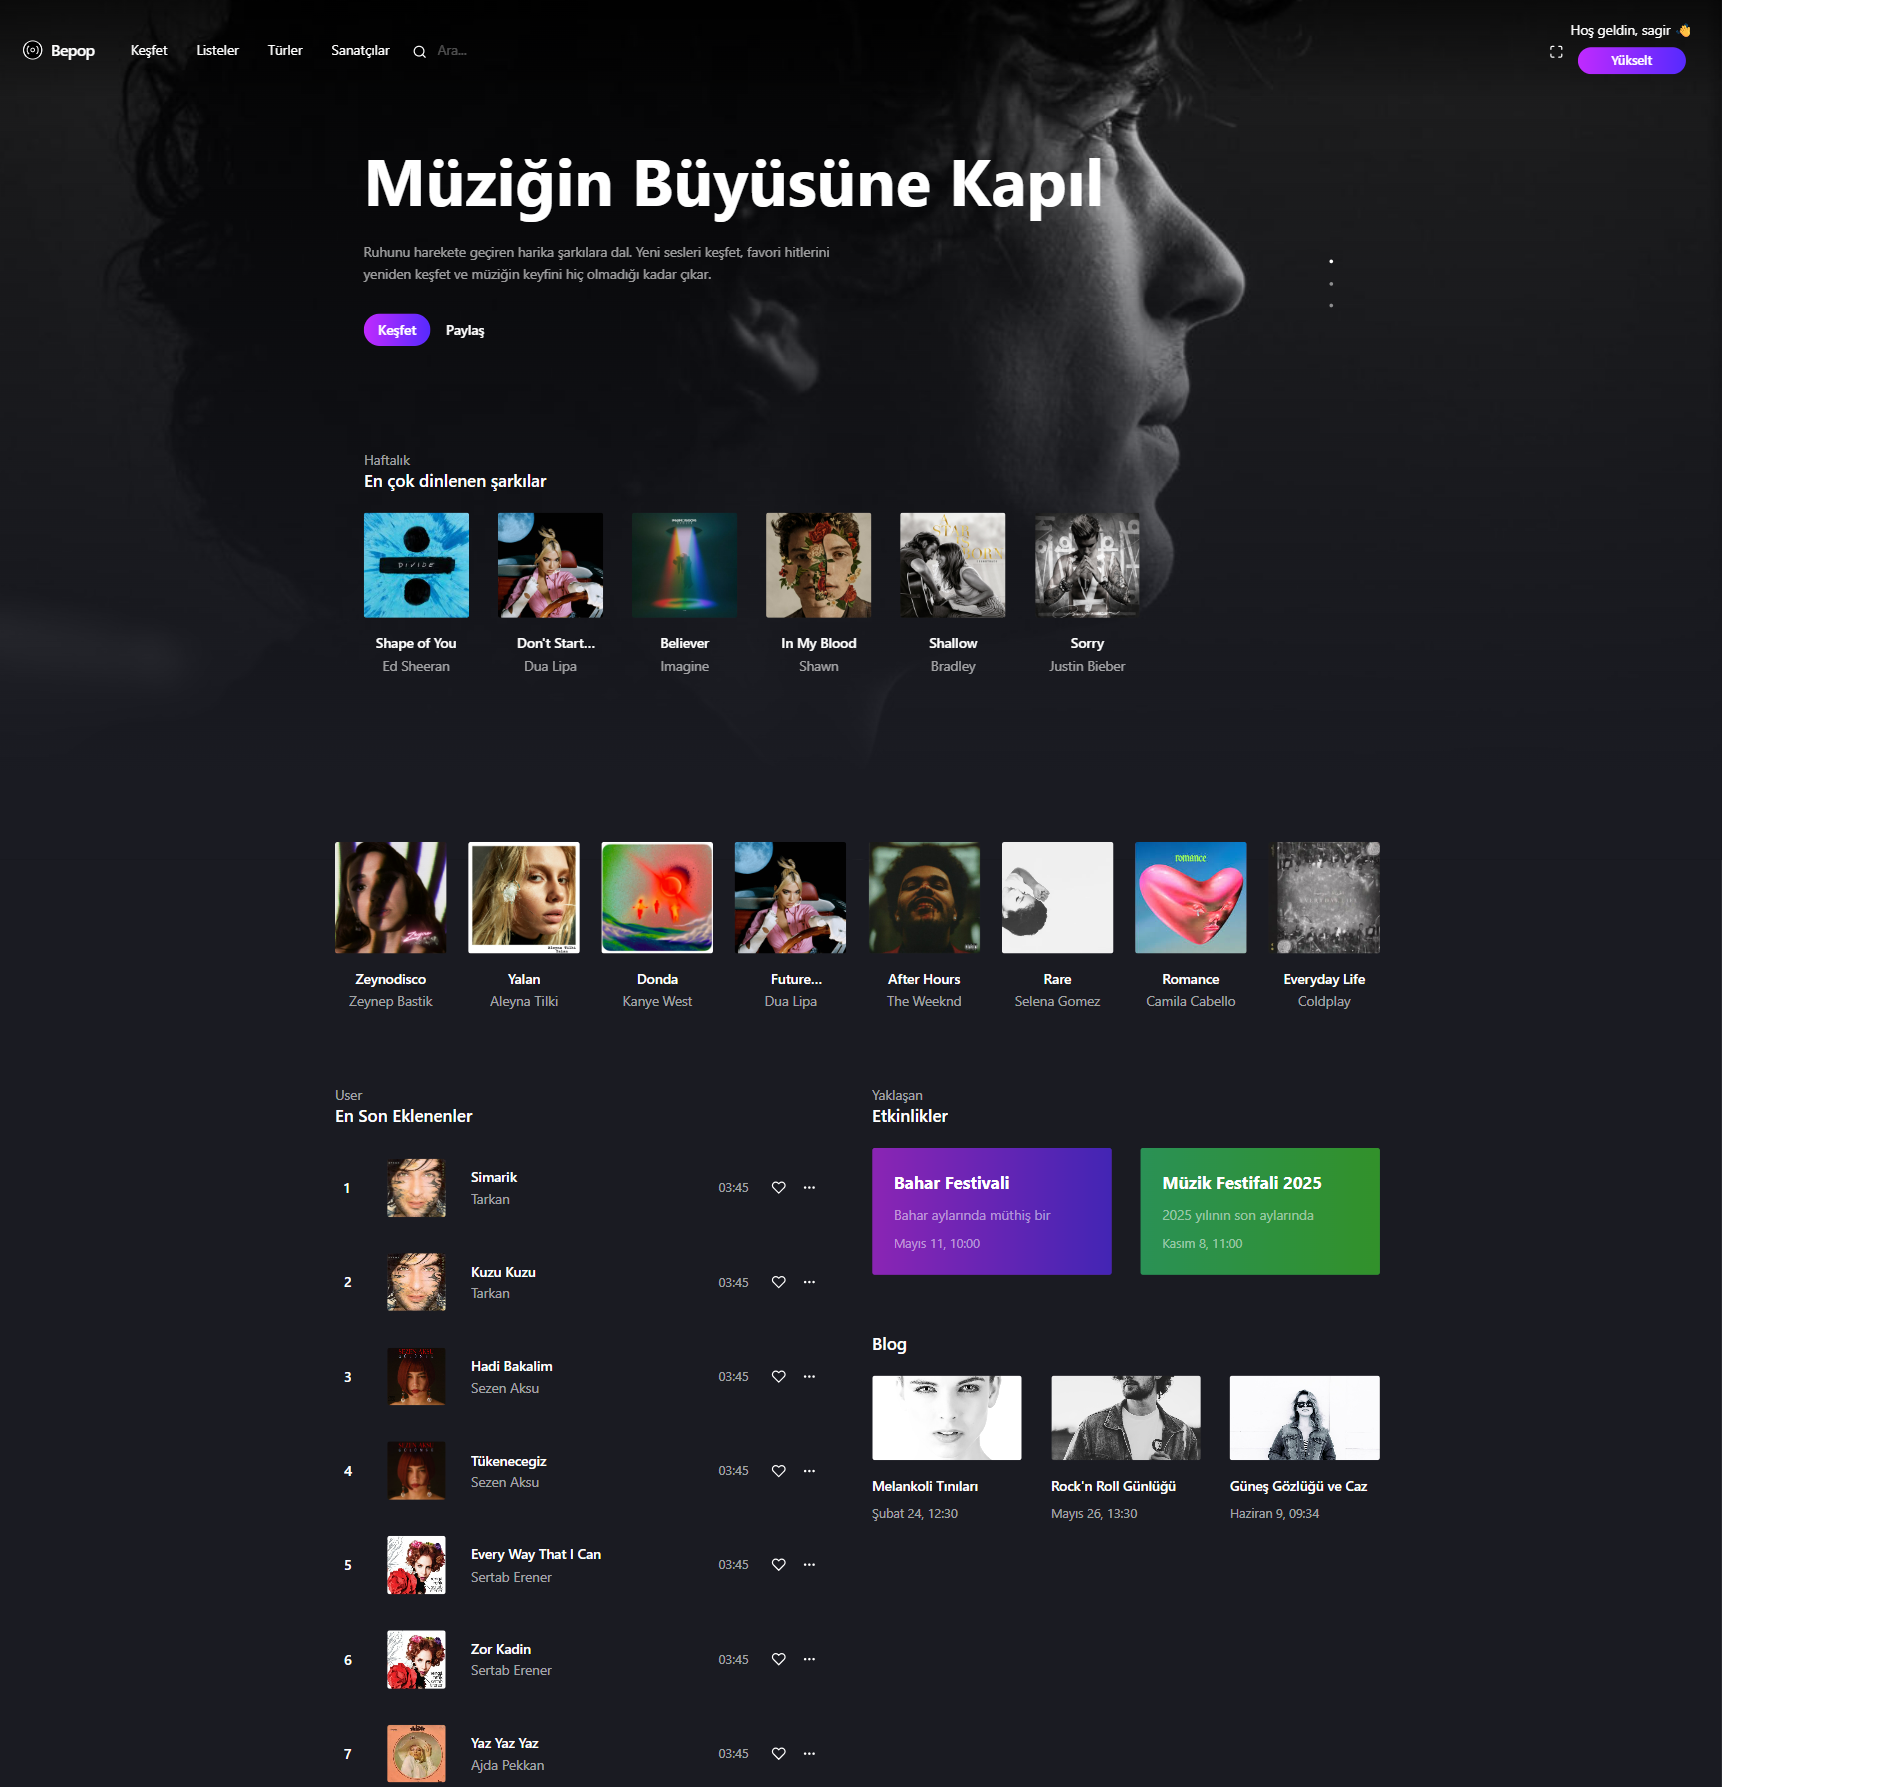 Bepop
Keşfet
Listeler
Türler
Sanatçılar
Ara...
Hoş geldin, sagir 👋
Yükselt
Müziğin Büyüsüne Kapıl
Ruhunu harekete geçiren harika şarkılara dal. Yeni sesleri keşfet, favori hitlerini
yeniden keşfet ve müziğin keyfini hiç olmadığı kadar çıkar.
Keşfet
Paylaş
Haftalık
En çok dinlenen şarkılar
DIVIDE
Shape of You
Ed Sheeran
Don't Start...
Dua Lipa
Believer
Imagine
In My Blood
Shawn
Shallow
Bradley
Sorry
Justin Bieber
Zeynodisco
Zeynep Bastik
Aleyna Tilki
Yalan
Yalan
Aleyna Tilki
Donda
Kanye West
Future...
Dua Lipa
After Hours
The Weeknd
Rare
Selena Gomez
romance
Romance
Camila Cabello
Everyday Life
Coldplay
User
En Son Eklenenler
1
Simarik
Tarkan
03:45
2
Kuzu Kuzu
Tarkan
03:45
3
Hadi Bakalim
Sezen Aksu
03:45
4
Tükenecegiz
Sezen Aksu
03:45
5
Every Way That I Can
Sertab Erener
03:45
6
Zor Kadin
Sertab Erener
03:45
7
Yaz Yaz Yaz
Ajda Pekkan
03:45
Yaklaşan
Etkinlikler
Bahar Festivali
Bahar aylarında müthiş bir
Mayıs 11, 10:00
Müzik Festifali 2025
2025 yılının son aylarında
Kasım 8, 11:00
Blog
Melankoli Tınıları
Şubat 24, 12:30
Rock'n Roll Günlüğü
Mayıs 26, 13:30
Güneş Gözlüğü ve Caz
Haziran 9, 09:34